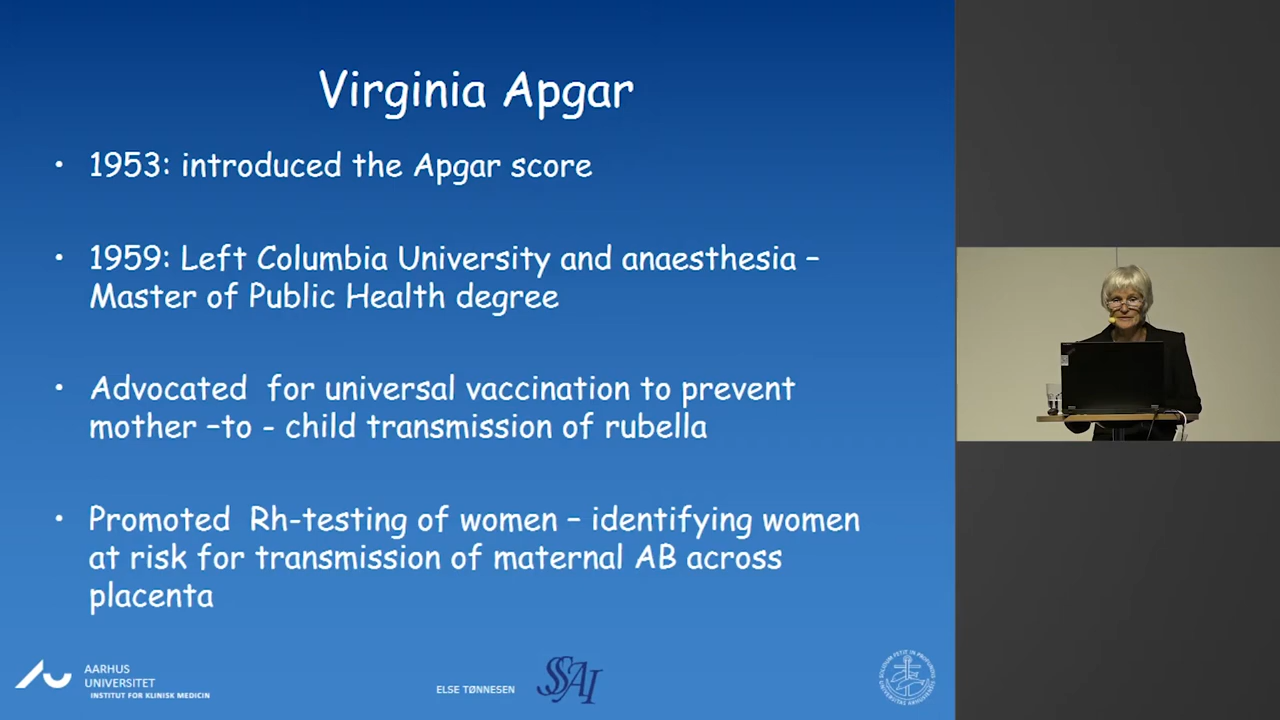 Virginia Apgar
• 1953: introduced the Apgar score
• 1959: Left Columbia University and anaesthesia –
Master of Public Health degree
• Advocated for universal vaccination to prevent
mother –to - child transmission of rubella
• Promoted Rh-testing of women – identifying women
at risk for transmission of maternal AB across
placenta
AARHUS
UNIVERSITET
INSTITUT FOR KLINISK MEDICIN
ELSE TØNNESEN
SSAI